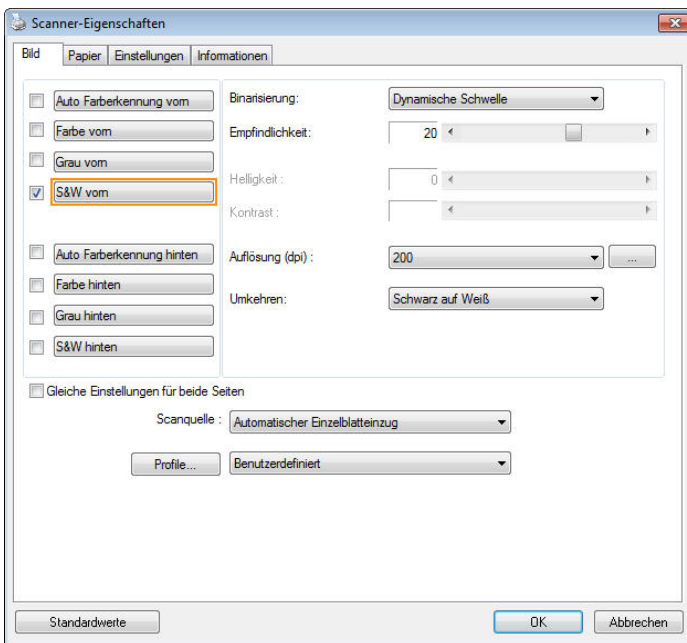 Scanner-Eigenschaften
Bild Papier Einstellungen Informationen
Auto Farberkennung vorn
Farbe vorn
Grau vorn
S&W vorn
Auto Farberkennung hinten
Farbe hinten
Grau hinten
S&W hinten
Binarisierung: Dynamische Schwelle
Empfindlichkeit: 20
Helligkeit : 0
Kontrast :
Auflösung (dpi) : 200 ...
Umkehren: Schwarz auf Weiß
Gleiche Einstellungen für beide Seiten
Scanquelle : Automatischer Einzelblatteinzug
Profile... Benutzerdefiniert
Standardwerte OK Abbrechen